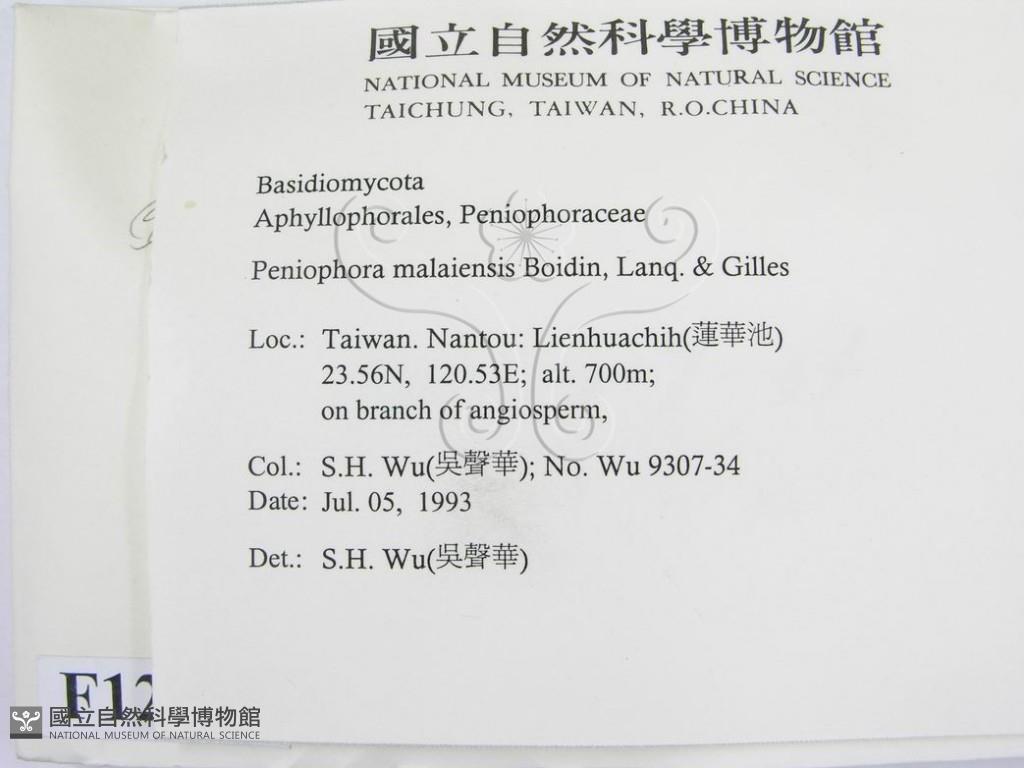 國立自然科學博物館
NATIONAL MUSEUM OF NATURAL SCIENCE
TAICHUNG, TAIWAN, R.O.CHINA
Basidiomycota
Aphyllophorales, Peniophoraceae
Peniophora malaiensis Boidin, Lanq. & Gilles
Loc.: Taiwan. Nantou: Lienhuachih(蓮華池)
23.56N, 120.53E; alt. 700m;
on branch of angiosperm,
Col.: S.H. Wu(吳聲華); No. Wu 9307-34
Date: Jul. 05, 1993
Det.: S.H. Wu(吳聲華)
F12
國立自然科學博物館
NATIONAL MUSEUM OF NATURAL SCIENCE